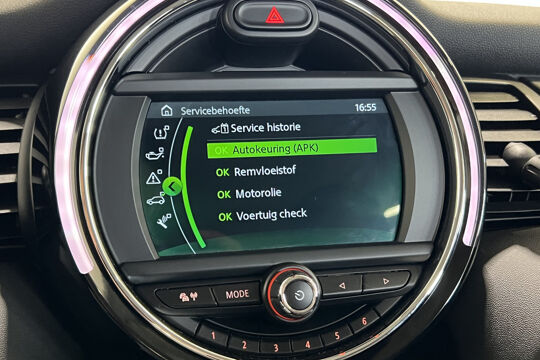 Servicebehoefte 16:55
Service historie
OK Autokeuring (APK)
OK Remvloeistof
OK Motorolie
OK Voertuig check
MODE
1 2 3 4 5 6